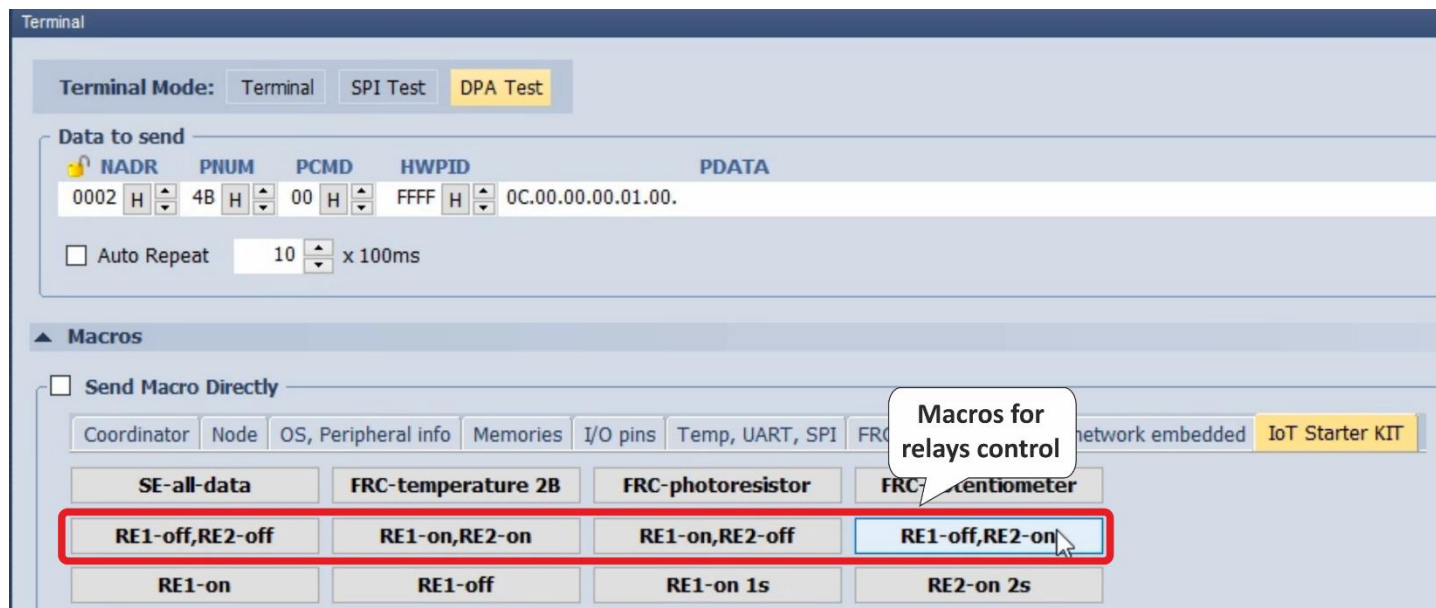 Terminal
Terminal Mode: Terminal SPI Test DPA Test
Data to send
NADR PNUM PCMD HWPID PDATA
0002 H 4B H 00 H FFFF H 0C.00.00.00.01.00.
Auto Repeat 10 x 100ms
Macros
Send Macro Directly
Macros for
relays control
Coordinator Node OS, Peripheral info Memories I/O pins Temp, UART, SPI network embedded IoT Starter KIT
SE-all-data FRC-temperature 2B FRC-photoresistor
RE1-off,RE2-off RE1-on,RE2-on RE1-on,RE2-off RE1-off,RE2-on
RE1-on RE1-off RE1-on 1s RE2-on 2s